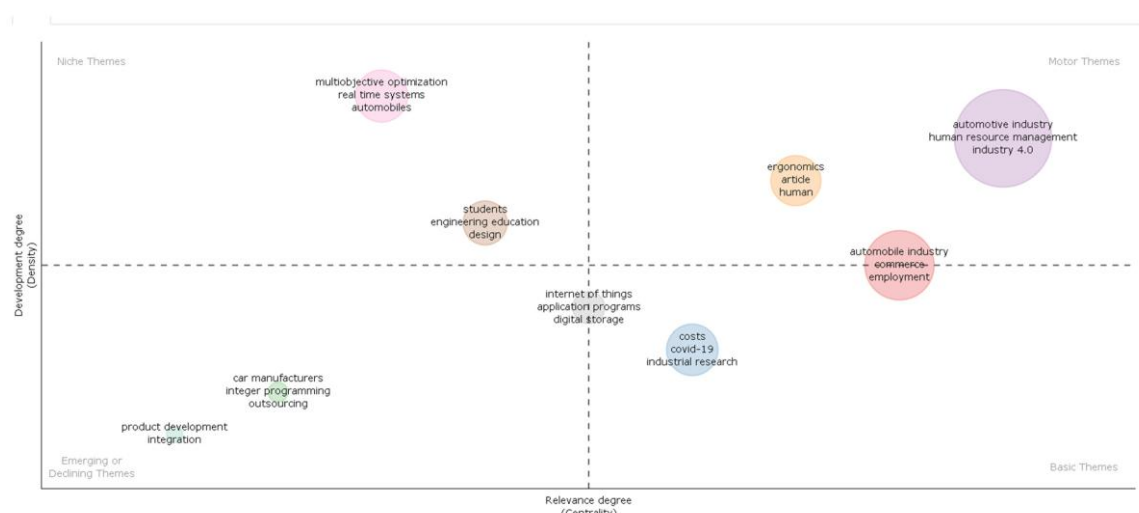 Niche Themes
Motor Themes
multiobjective optimization
real time systems
automobiles
automotive industry
human resource management
industry 4.0
ergonomics
article
human
students
engineering education
design
automobile industry
commerce
employment
Development degree
(Density)
internet of things
application programs
digital storage
costs
covid-19
industrial research
car manufacturers
integer programming
outsourcing
product development
integration
Emerging or
Declining Themes
Basic Themes
Relevance degree
(Centrality)